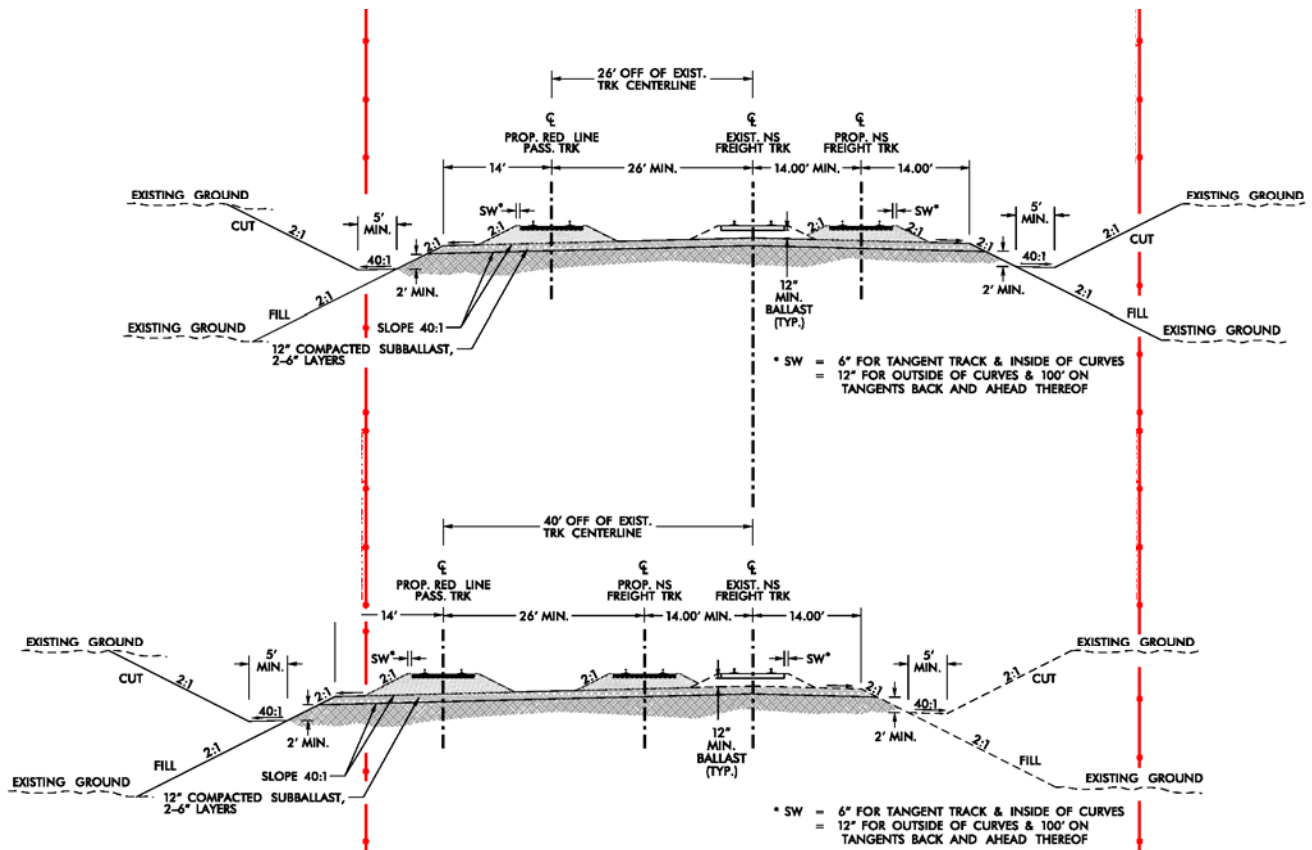 26' OFF OF EXIST.
TRK CENTERLINE
℄
PROP. RED LINE
PASS. TRK
℄
EXIST. NS
FREIGHT TRK
℄
PROP. NS
FREIGHT TRK
14'
26' MIN.
14.00' MIN.
14.00'
EXISTING GROUND
CUT
2:1
5'
MIN.
40:1
SW*
2:1
2:1
2:1
SW*
2:1
5'
MIN.
40:1
2:1
CUT
EXISTING GROUND
2' MIN.
2:1
FILL
EXISTING GROUND
SLOPE 40:1
12" COMPACTED SUBBALLAST,
2–6" LAYERS
12"
MIN.
BALLAST
(TYP.)
2' MIN.
2:1
FILL
EXISTING GROUND
* SW = 6" FOR TANGENT TRACK & INSIDE OF CURVES
= 12" FOR OUTSIDE OF CURVES & 100' ON
TANGENTS BACK AND AHEAD THEREOF
40' OFF OF EXIST.
TRK CENTERLINE
℄
PROP. RED LINE
PASS. TRK
℄
PROP. NS
FREIGHT TRK
℄
EXIST. NS
FREIGHT TRK
14'
26' MIN.
14.00' MIN.
14.00'
EXISTING GROUND
CUT
2:1
5'
MIN.
40:1
SW*
2:1
2:1
2:1
SW*
2:1
5'
MIN.
40:1
2:1
CUT
EXISTING GROUND
2' MIN.
2:1
FILL
EXISTING GROUND
SLOPE 40:1
12" COMPACTED SUBBALLAST,
2–6" LAYERS
12"
MIN.
BALLAST
(TYP.)
2' MIN.
2:1
FILL
EXISTING GROUND
* SW = 6" FOR TANGENT TRACK & INSIDE OF CURVES
= 12" FOR OUTSIDE OF CURVES & 100' ON
TANGENTS BACK AND AHEAD THEREOF